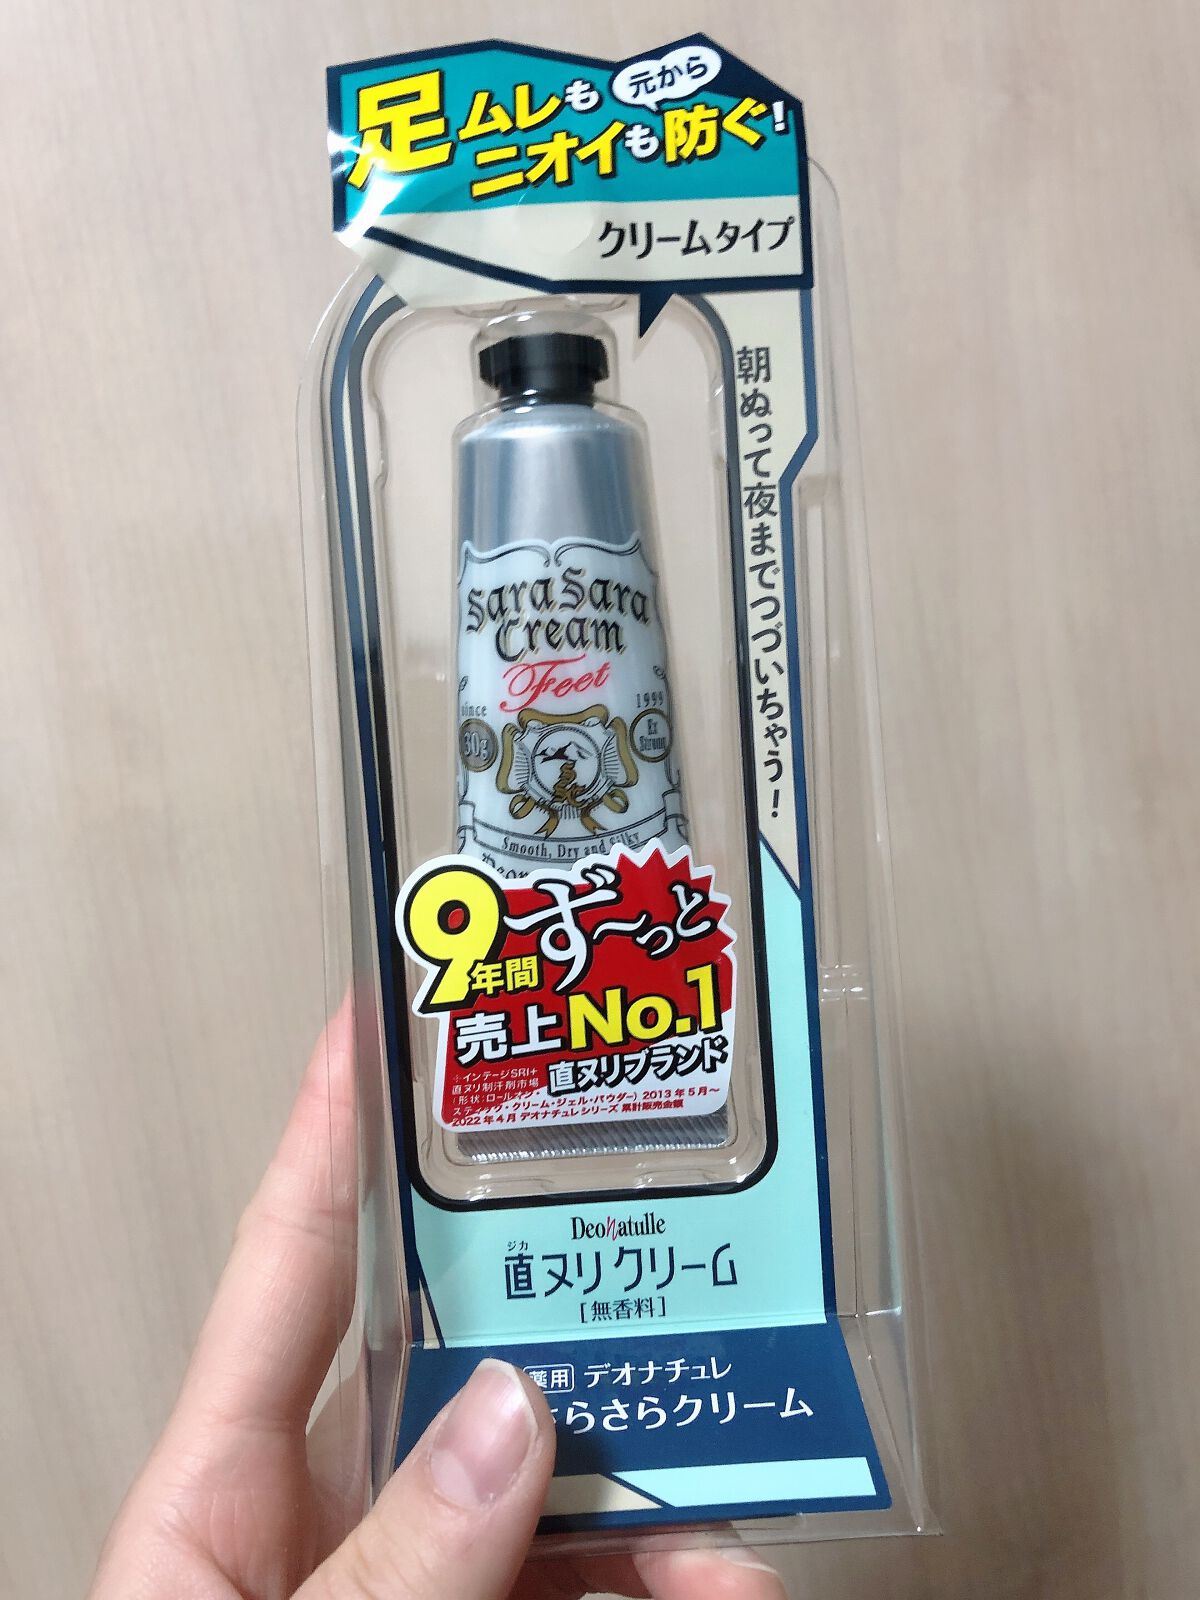 足ムレも
元から
ニオイも防ぐ!
クリームタイプ
朝ぬって夜までつづいちゃう!
Sara Sara
Cream
Feet
since
1999
30g
Ex
Strong
Smooth, Dry and Silky
9年間
ず〜っと
売上No.1
直ヌリブランド
※インテージSRI+
直ヌリ制汗剤市場
(形状:ロールオン・
スティック・クリーム・ジェル・パウダー) 2013年5月〜
2022年4月 デオナチュレシリーズ 累計販売金額
Deonatulle
ジカ
直ヌリクリーム
[無香料]
薬用 デオナチュレ
さらさらクリーム